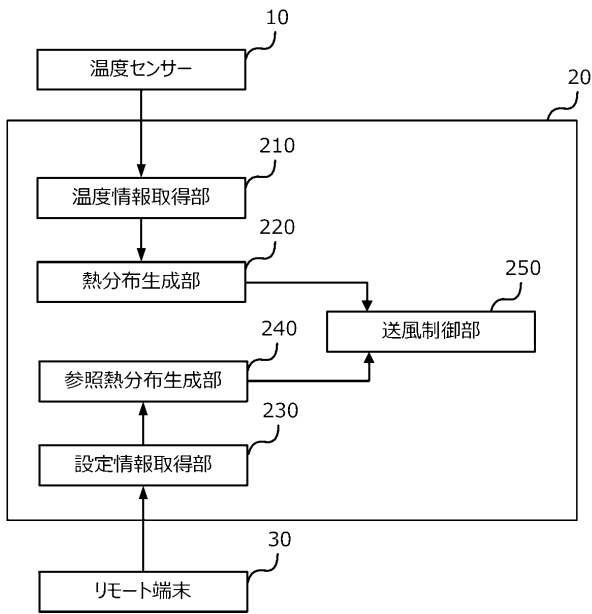 10
温度センサー
20
210
温度情報取得部
220
熱分布生成部
250
送風制御部
240
参照熱分布生成部
230
設定情報取得部
30
リモート端末